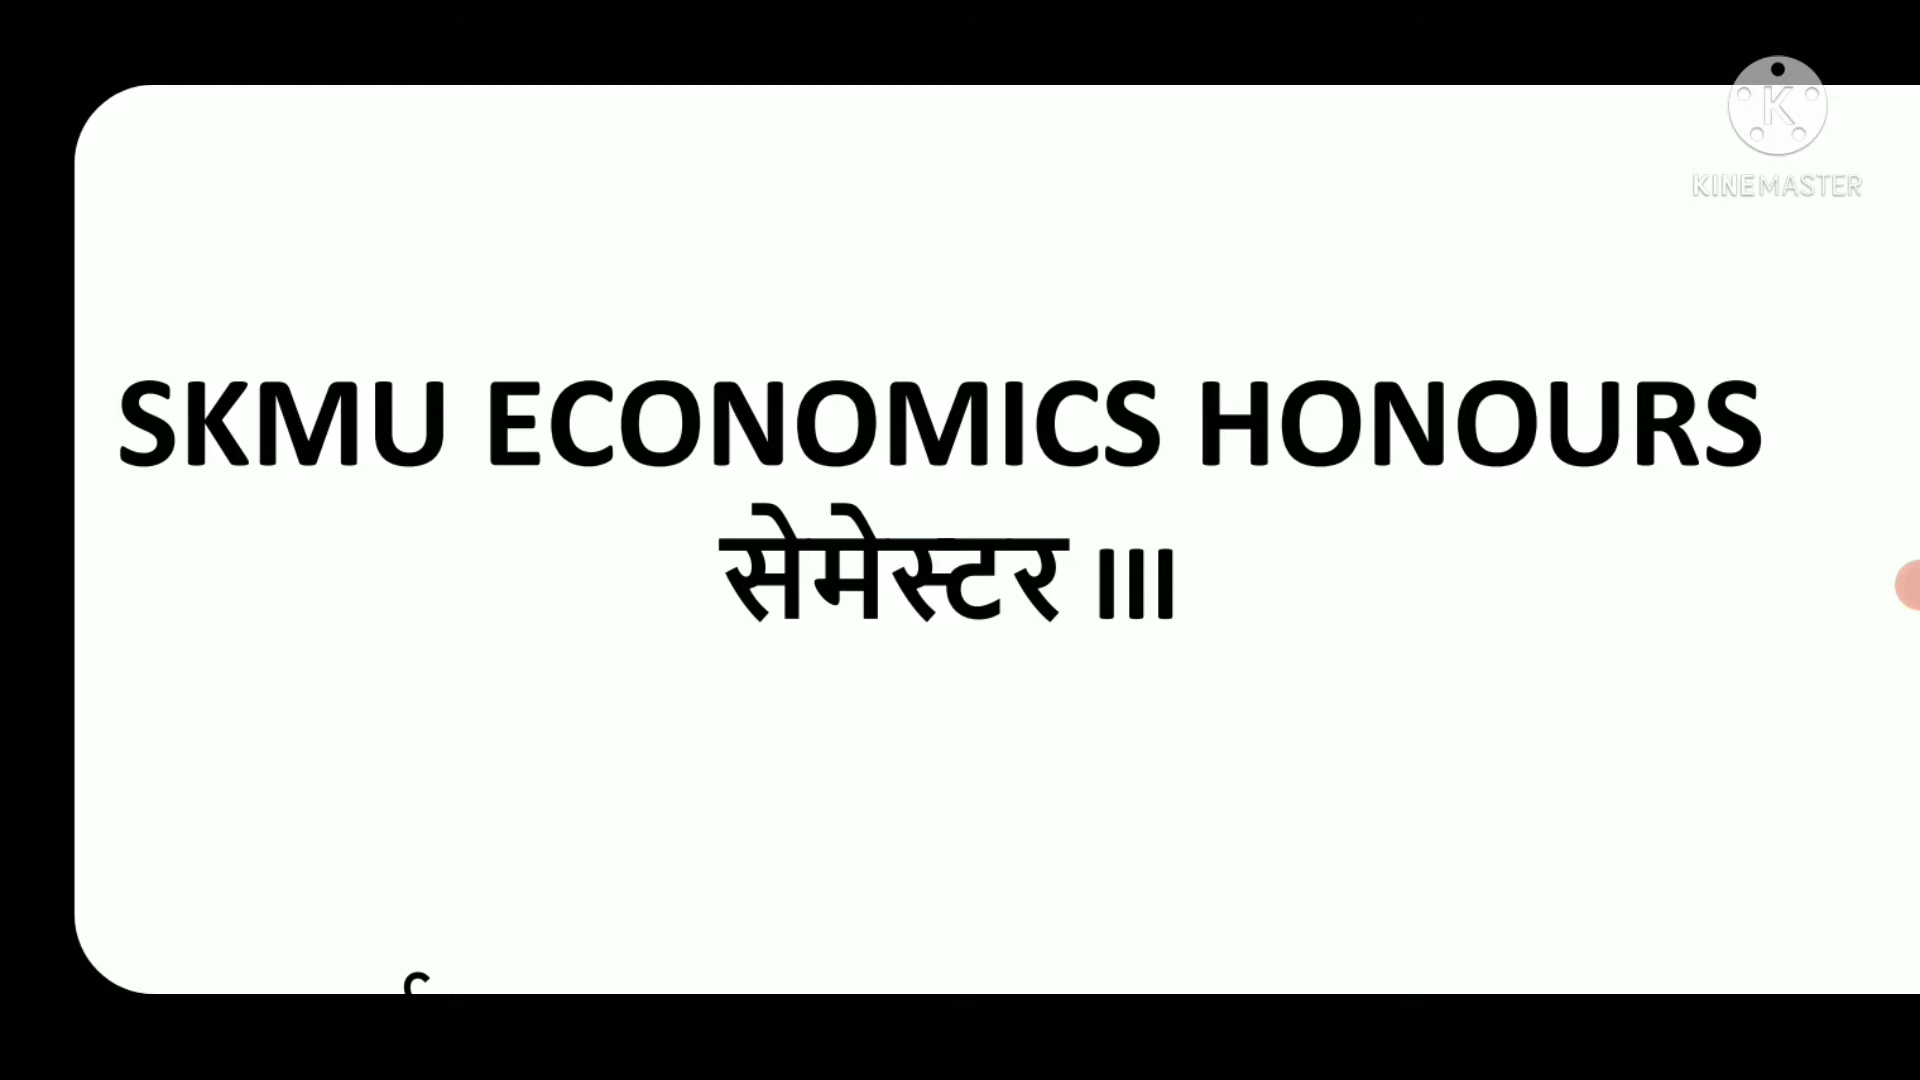 K
KINEMASTER
SKMU ECONOMICS HONOURS
सेमेस्टर III